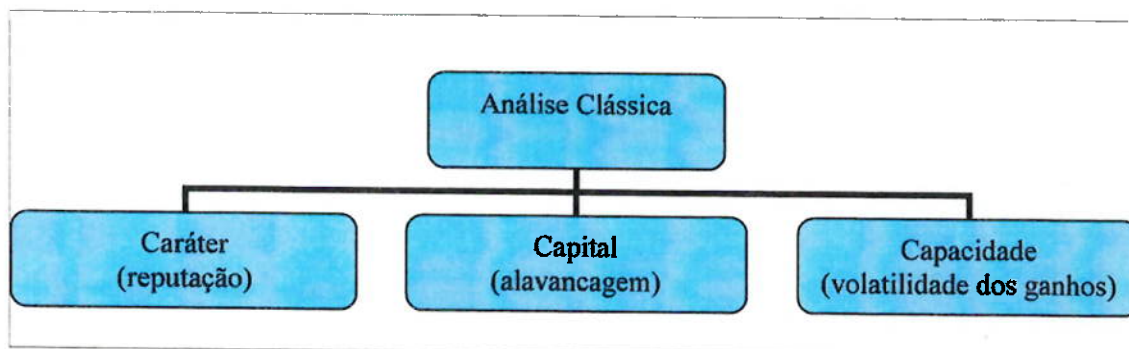 Análise Clássica
Caráter
(reputação)
Capital
(alavancagem)
Capacidade
(volatilidade dos ganhos)